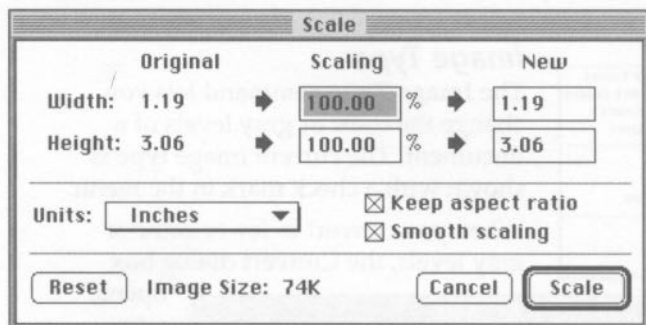 Scale
Original Scaling New
Width: 1.19 100.00 % 1.19
Height: 3.06 100.00 % 3.06
Units: Inches Keep aspect ratio
Smooth scaling
Reset Image Size: 74K Cancel Scale